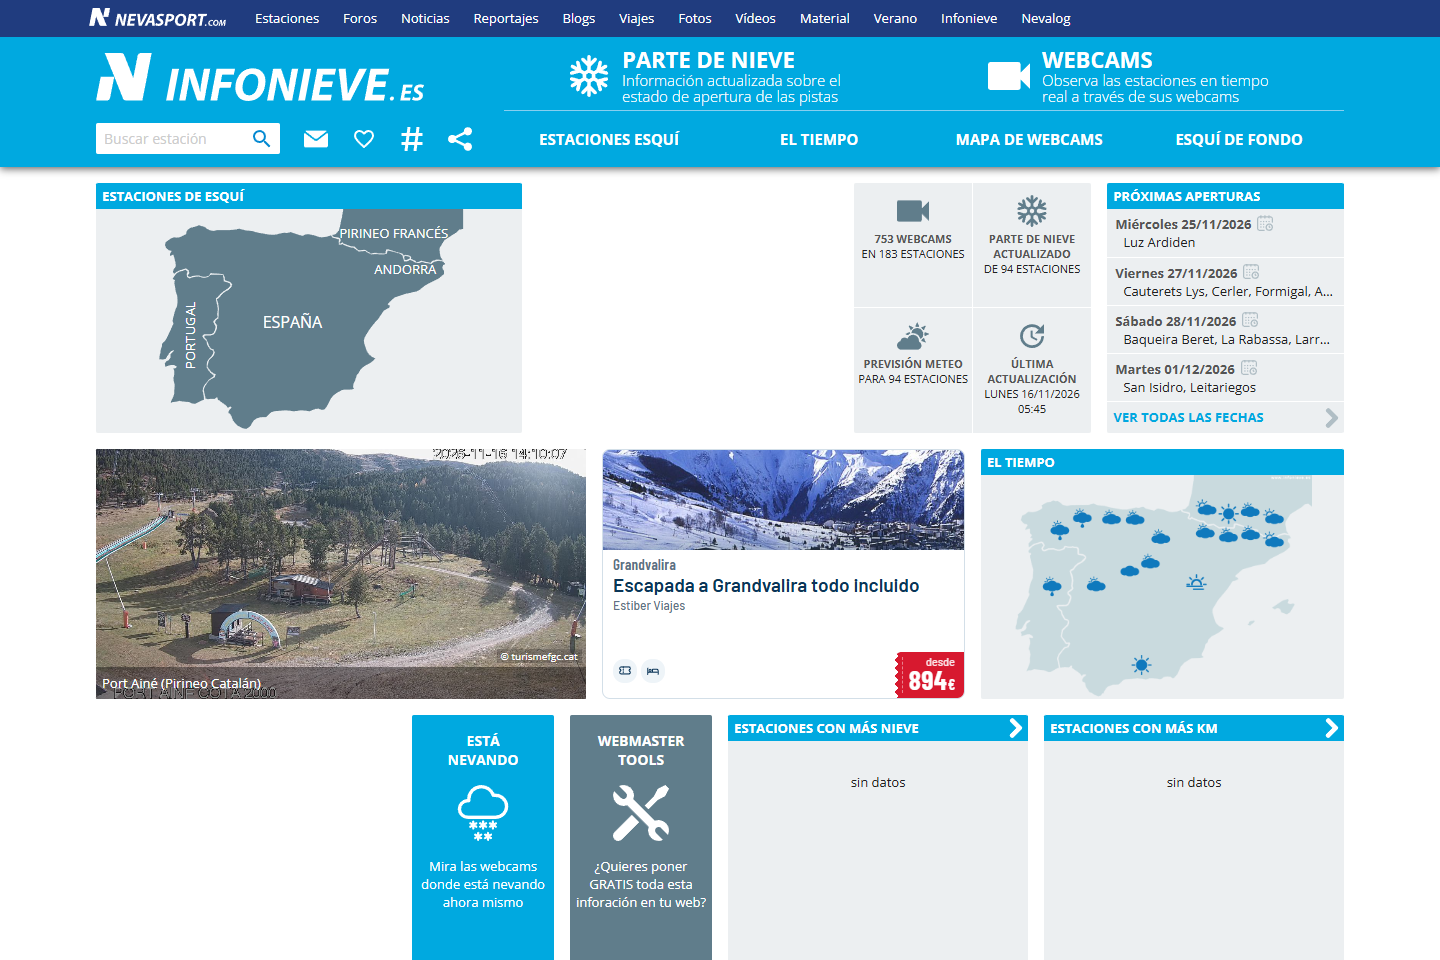 NEVASPORT.COM
Estaciones
Foros
Noticias
Reportajes
Blogs
Viajes
Fotos
Vídeos
Material
Verano
Infonieve
Nevalog
INFONIEVE.ES
PARTE DE NIEVE
Información actualizada sobre el
estado de apertura de las pistas
WEBCAMS
Observa las estaciones en tiempo
real a través de sus webcams
Buscar estación
ESTACIONES ESQUÍ
EL TIEMPO
MAPA DE WEBCAMS
ESQUÍ DE FONDO
ESTACIONES DE ESQUÍ
PIRINEO FRANCÉS
ANDORRA
ESPAÑA
PORTUGAL
753 WEBCAMS
EN 183 ESTACIONES
PARTE DE NIEVE
ACTUALIZADO
DE 94 ESTACIONES
PREVISIÓN METEO
PARA 94 ESTACIONES
ÚLTIMA
ACTUALIZACIÓN
LUNES 16/11/2026
05:45
PRÓXIMAS APERTURAS
Miércoles 25/11/2026
Luz Ardiden
Viernes 27/11/2026
Cauterets Lys, Cerler, Formigal, A...
Sábado 28/11/2026
Baqueira Beret, La Rabassa, Larr...
Martes 01/12/2026
San Isidro, Leitariegos
VER TODAS LAS FECHAS
14:10:07
© turismefgc.cat
Port Ainé (Pirineo Catalán)
PORT AINE COTA 2000
Grandvalira
Escapada a Grandvalira todo incluido
Estiber Viajes
desde
894€
EL TIEMPO
www.infonieve.es
ESTÁ
NEVANDO
Mira las webcams
donde está nevando
ahora mismo
WEBMASTER
TOOLS
¿Quieres poner
GRATIS toda esta
inforación en tu web?
ESTACIONES CON MÁS NIEVE
sin datos
ESTACIONES CON MÁS KM
sin datos